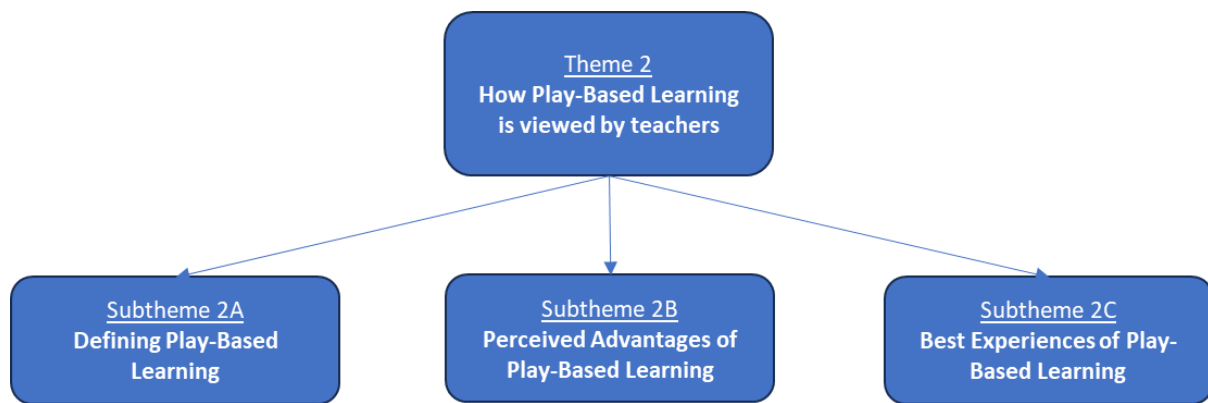 Theme 2
How Play-Based Learning
is viewed by teachers
Subtheme 2A
Defining Play-Based
Learning
Subtheme 2B
Perceived Advantages of
Play-Based Learning
Subtheme 2C
Best Experiences of Play-
Based Learning